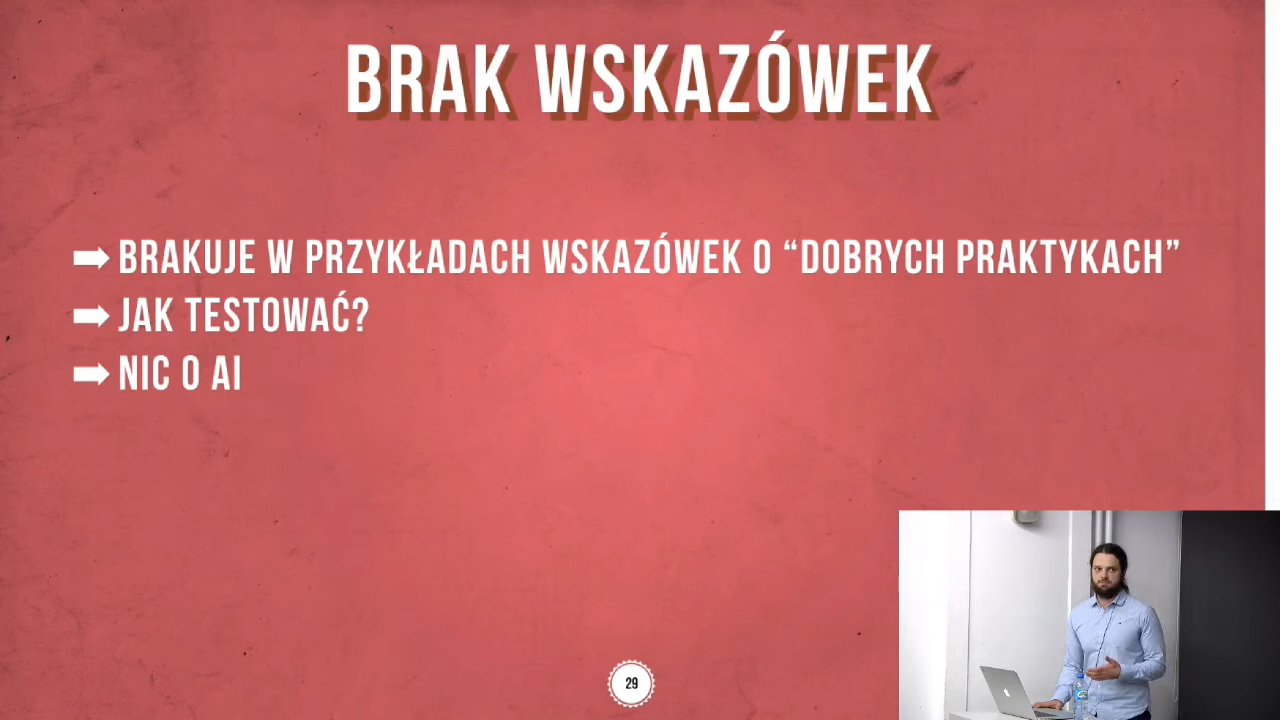 BRAK WSKAZÓWEK
➡ BRAKUJE W PRZYKŁADACH WSKAZÓWEK O “DOBRYCH PRAKTYKACH”
➡ JAK TESTOWAĆ?
➡ NIC O AI
29